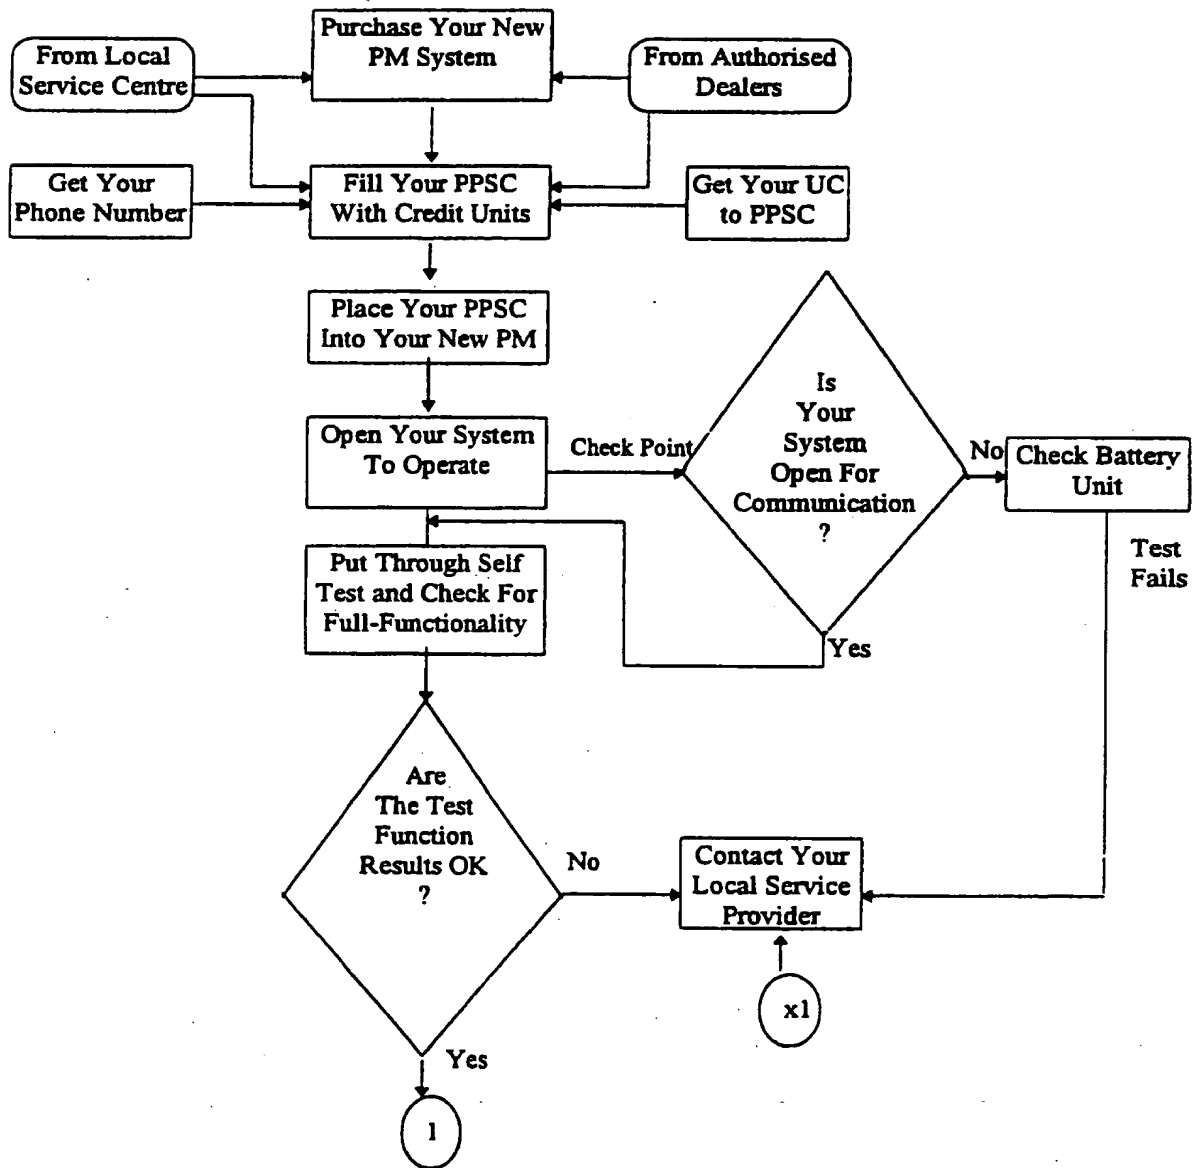 Purchase Your New
PM System
From Local
Service Centre
From Authorised
Dealers
Get Your
Phone Number
Fill Your PPSC
With Credit Units
Get Your UC
to PPSC
Place Your PPSC
Into Your New PM
Open Your System
To Operate
Check Point
Is
Your
System
Open For
Communication
?
No
Check Battery
Unit
Test
Fails
Yes
Put Through Self
Test and Check For
Full-Functionality
Are
The Test
Function
Results OK
?
No
Contact Your
Local Service
Provider
x1
Yes
1